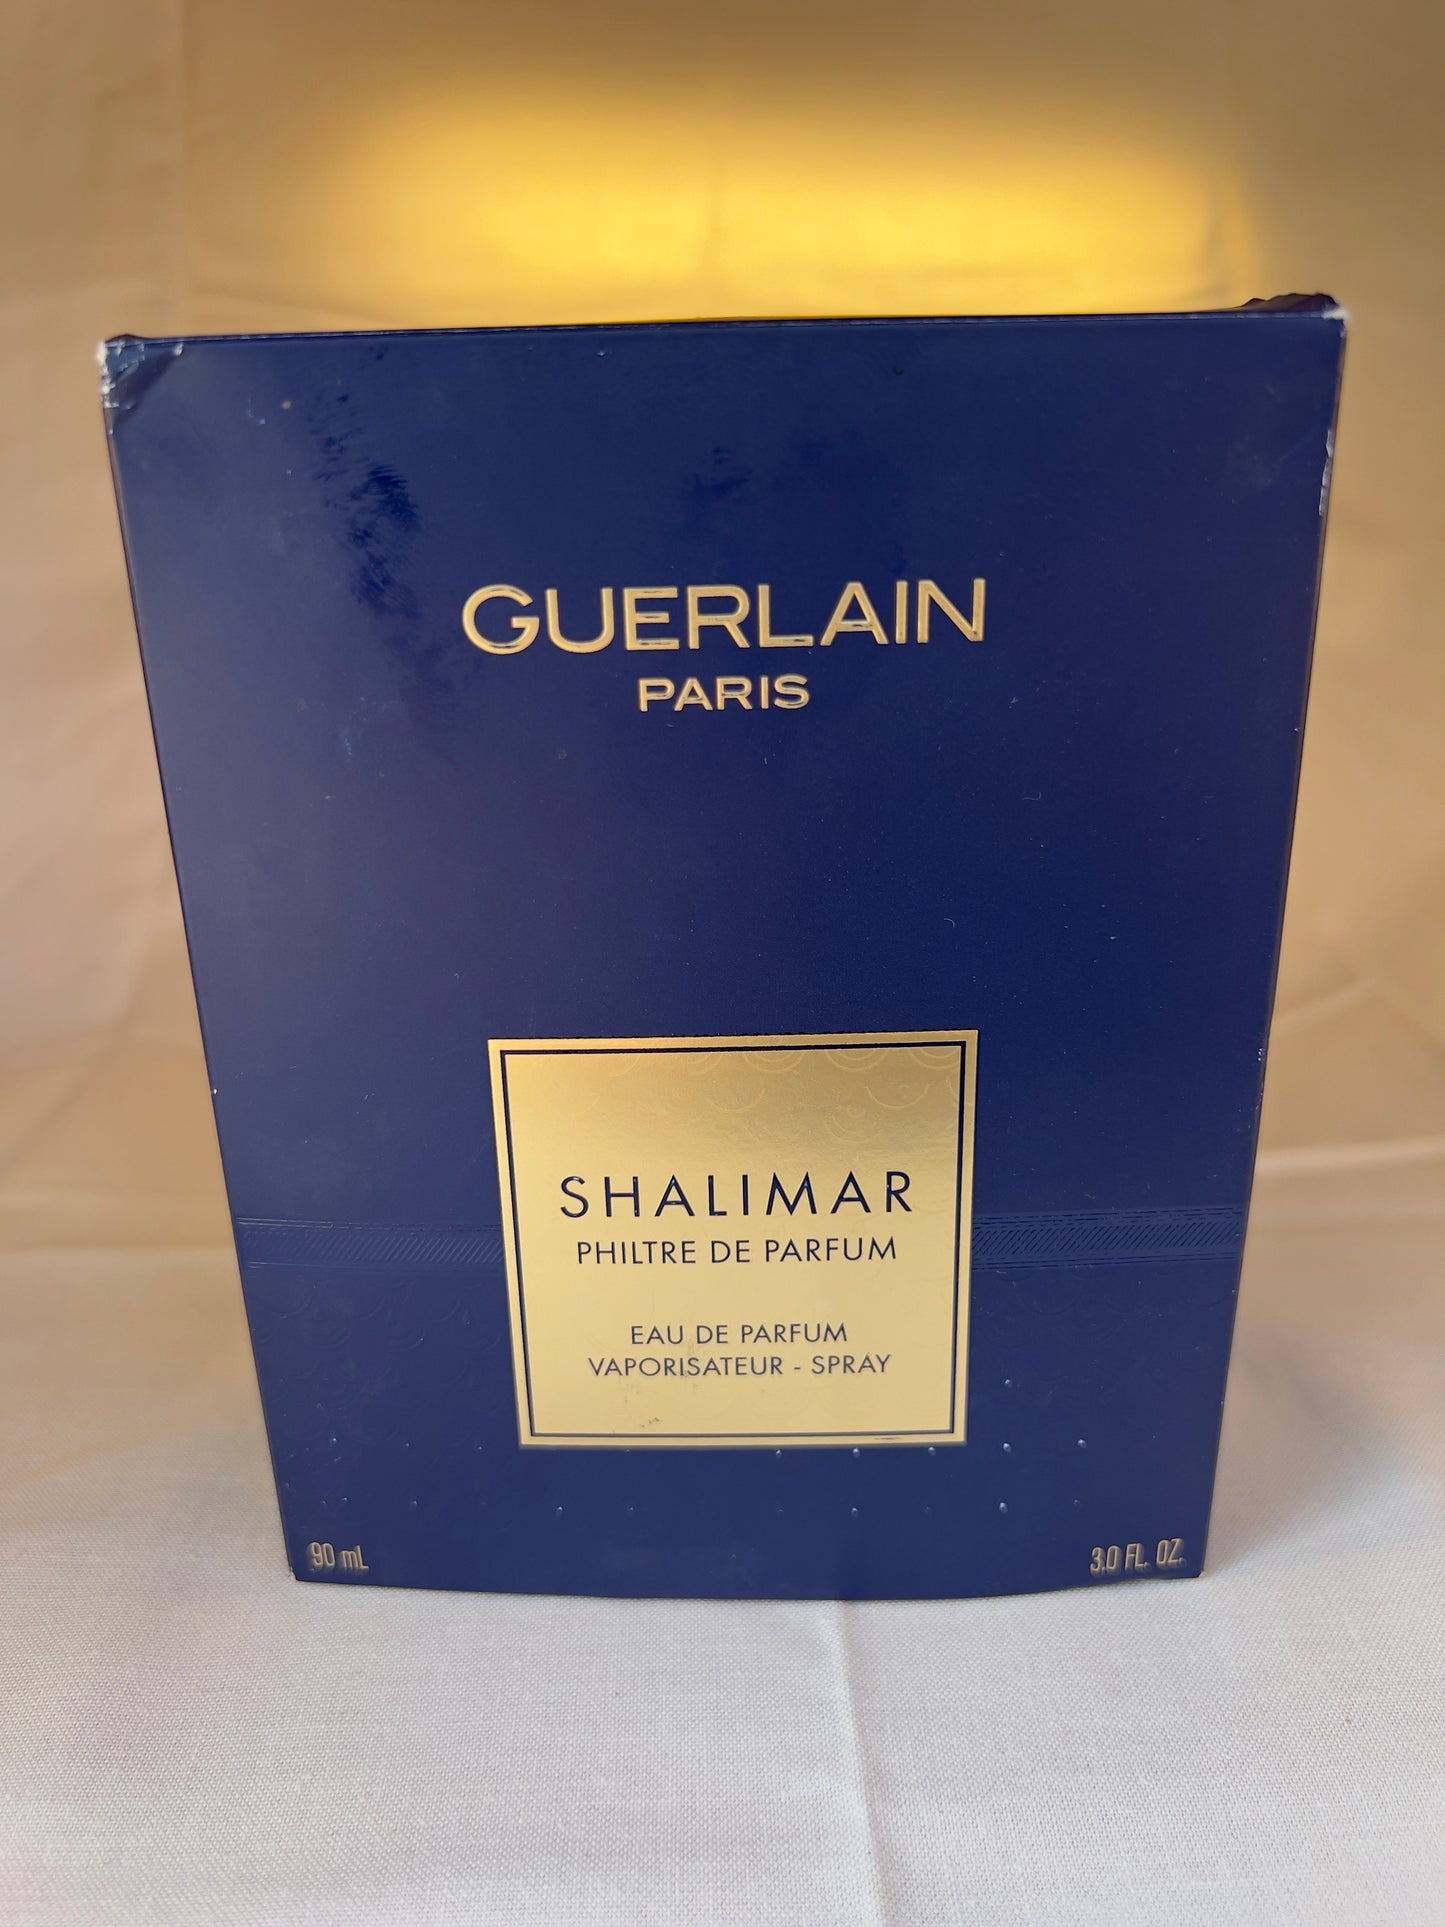 GUERLAIN
PARIS
SHALIMAR
PHILTRE DE PARFUM
EAU DE PARFUM
VAPORISATEUR - SPRAY
90 mL
3.0 FL. OZ.